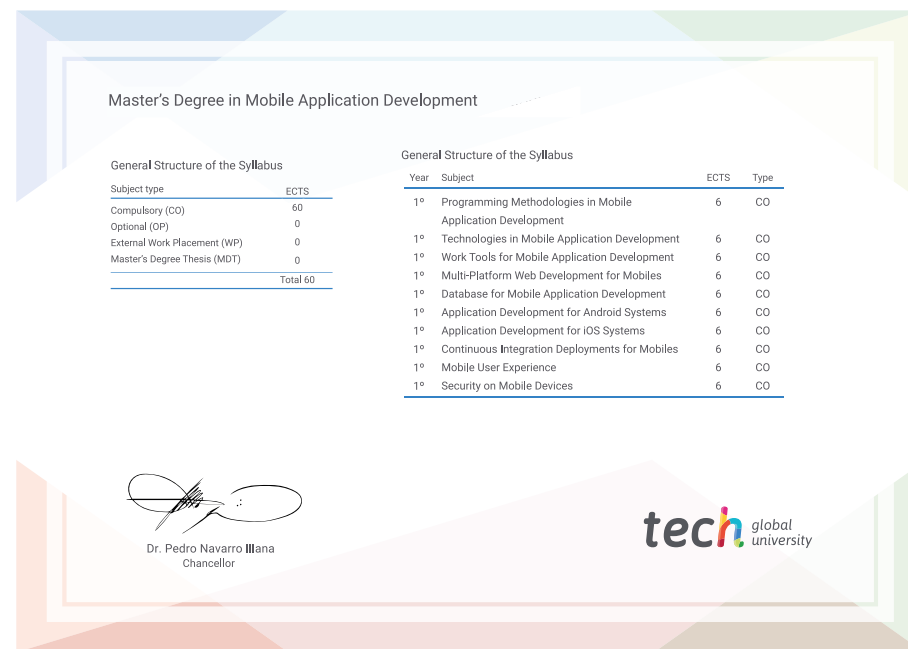 Master's Degree in Mobile Application Development
General Structure of the Syllabus
Subject type ECTS
Compulsory (CO) 60
Optional (OP) 0
External Work Placement (WP) 0
Master's Degree Thesis (MDT) 0
Total 60
General Structure of the Syllabus
Year Subject ECTS Type
1º Programming Methodologies in Mobile 6 CO
Application Development
1º Technologies in Mobile Application Development 6 CO
1º Work Tools for Mobile Application Development 6 CO
1º Multi-Platform Web Development for Mobiles 6 CO
1º Database for Mobile Application Development 6 CO
1º Application Development for Android Systems 6 CO
1º Application Development for iOS Systems 6 CO
1º Continuous Integration Deployments for Mobiles 6 CO
1º Mobile User Experience 6 CO
1º Security on Mobile Devices 6 CO
Dr. Pedro Navarro Illana
Chancellor
tech global
university